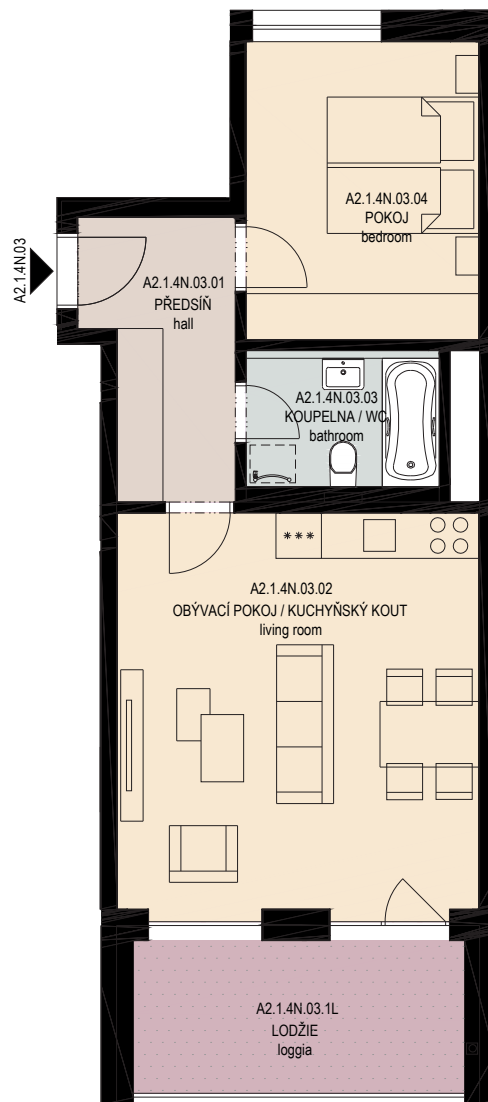 A2.1.4N.03.04
POKOJ
bedroom
A2.1.4N.03
A2.1.4N.03.01
PŘEDSÍŇ
hall
A2.1.4N.03.03
KOUPELNA / WC
bathroom
***
A2.1.4N.03.02
OBÝVACÍ POKOJ / KUCHYŇSKÝ KOUT
living room
A2.1.4N.03.1L
LODŽIE
loggia